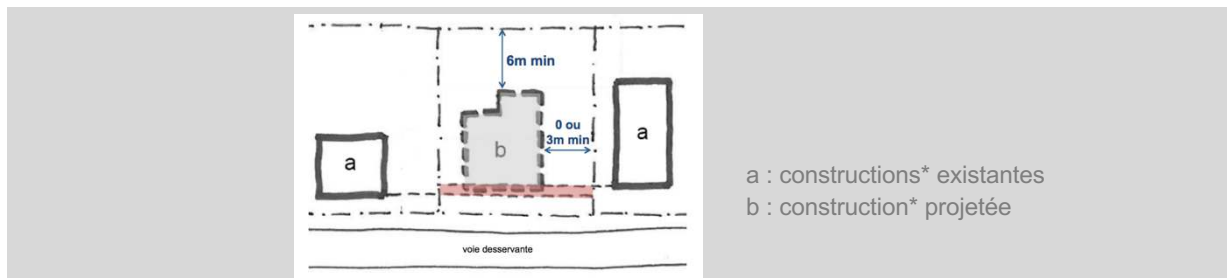 6m min
0 ou
3m min
a
b
a
voie desservante
a : constructions* existantes
b : construction* projetée